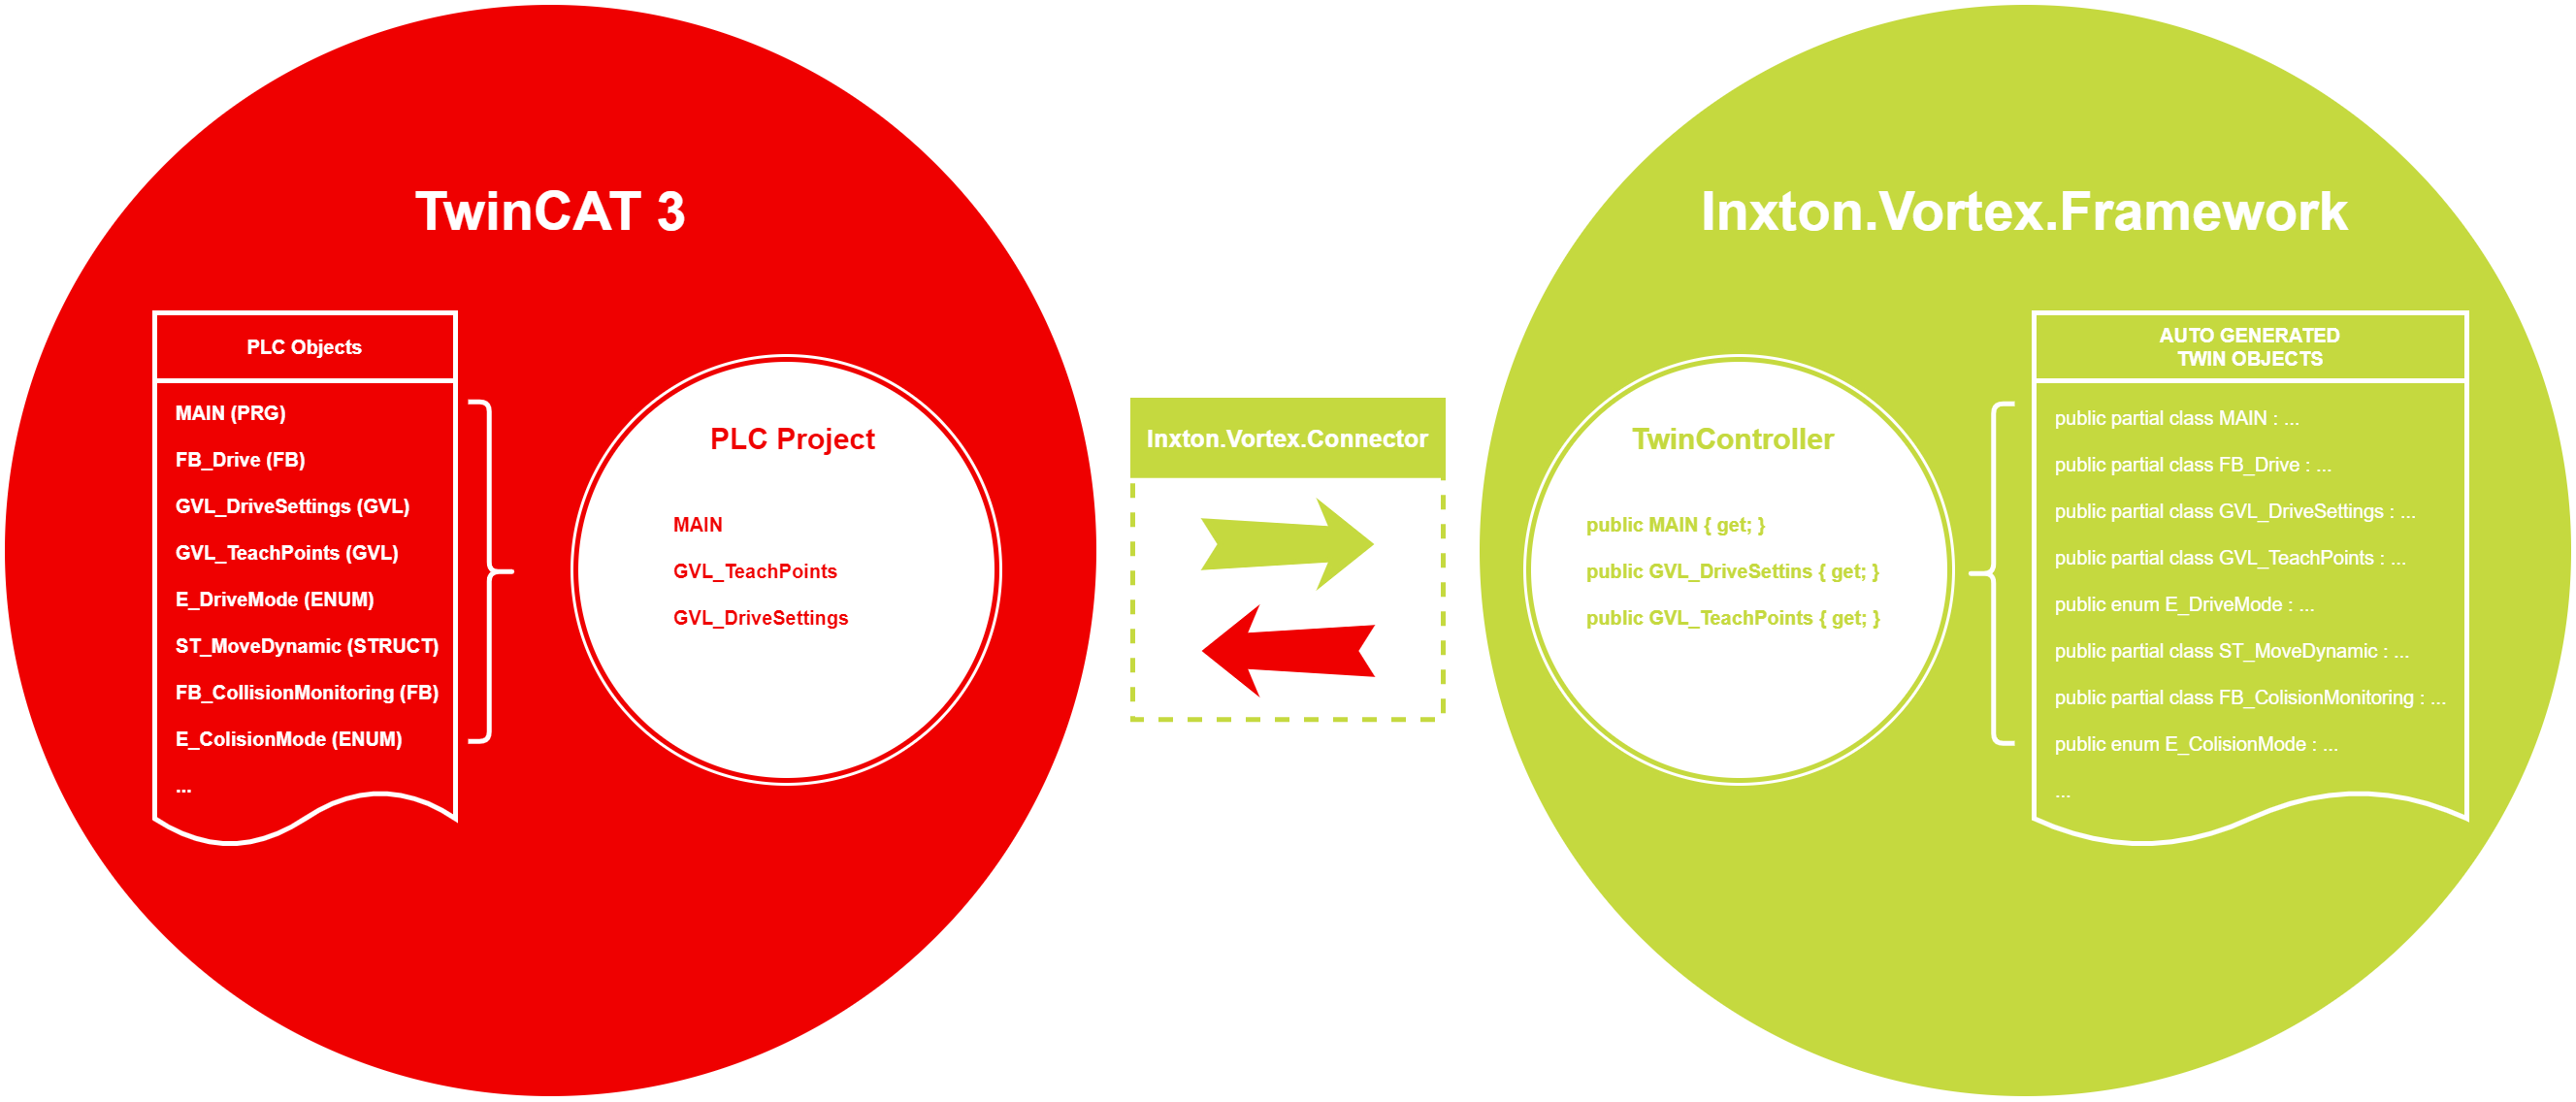 TwinCAT 3
PLC Objects
MAIN (PRG)
FB_Drive (FB)
GVL_DriveSettings (GVL)
GVL_TeachPoints (GVL)
E_DriveMode (ENUM)
ST_MoveDynamic (STRUCT)
FB_CollisionMonitoring (FB)
E_ColisionMode (ENUM)
...
PLC Project
MAIN
GVL_TeachPoints
GVL_DriveSettings
Inxton.Vortex.Connector
Inxton.Vortex.Framework
TwinController
public MAIN { get; }
public GVL_DriveSettins { get; }
public GVL_TeachPoints { get; }
AUTO GENERATED
TWIN OBJECTS
public partial class MAIN : ...
public partial class FB_Drive : ...
public partial class GVL_DriveSettings : ...
public partial class GVL_TeachPoints : ...
public enum E_DriveMode : ...
public partial class ST_MoveDynamic : ...
public partial class FB_ColisionMonitoring : ...
public enum E_ColisionMode : ...
...